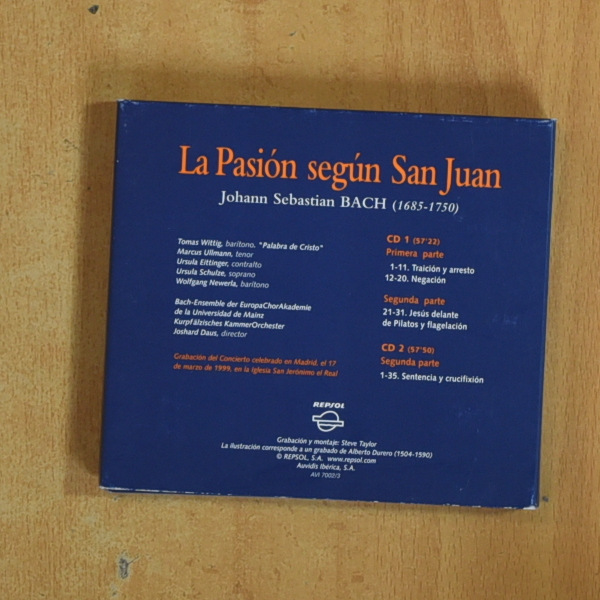 La Pasión según San Juan
Johann Sebastian BACH (1685-1750)
Tomas Wittig, barítono. "Palabra de Cristo"
Marcus Ullmann, tenor
Ursula Eittinger, contralto
Ursula Schulze, soprano
Wolfgang Newerla, barítono
Bach-Ensemble der EuropaChorAkademie
de la Universidad de Mainz
Kurpfälzisches KammerOrchester
Joshard Daus, director
Grabación del Concierto celebrado en Madrid, el 17
de marzo de 1999, en la Iglesia San Jerónimo el Real
CD 1 (57'22)
Primera parte
1-11. Traición y arresto
12-20. Negación
Segunda parte
21-31. Jesús delante
de Pilatos y flagelación
CD 2 (57'50)
Segunda parte
1-35. Sentencia y crucifixión
REPSOL
Grabación y montaje: Steve Taylor
La ilustración corresponde a un grabado de Alberto Durero (1504-1590)
© REPSOL, S.A. www.repsol.com
Auvidis Ibérica, S.A.
AVI 7002/3